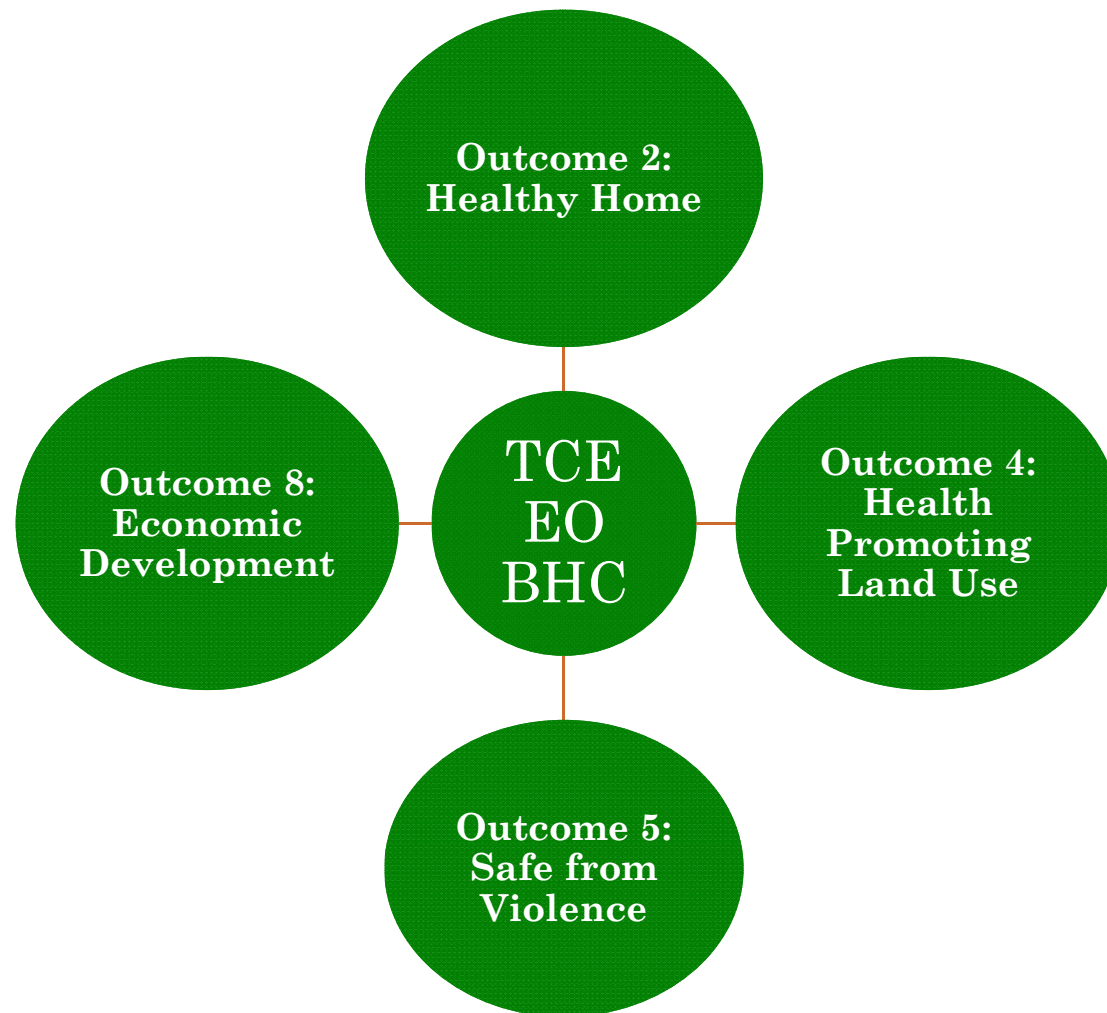 Outcome 2:
Healthy Home
Outcome 8:
Economic
Development
TCE
EO
BHC
Outcome 4:
Health
Promoting
Land Use
Outcome 5:
Safe from
Violence